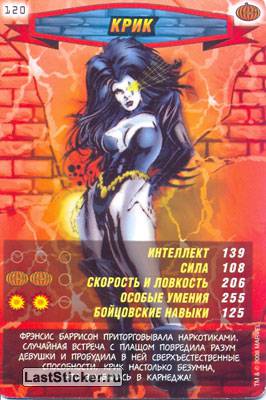 120
КРИК
ИНТЕЛЛЕКТ 139
СИЛА 108
СКОРОСТЬ И ЛОВКОСТЬ 206
ОСОБЫЕ УМЕНИЯ 255
БОЙЦОВСКИЕ НАВЫКИ 125
ФРЭНСИС БАРРИСОН ПРИТОРГОВЫВАЛА НАРКОТИКАМИ.
СЛУЧАЙНАЯ ВСТРЕЧА С ПЛАЩОМ ПОВРЕДИЛА РАЗУМ
ДЕВУШКИ И ПРОБУДИЛА В НЕЙ СВЕРХЪЕСТЕСТВЕННЫЕ
СПОСОБНОСТИ. КРИК НАСТОЛЬКО БЕЗУМНА,
В КАРНЕДЖА!
LastSticker.ru